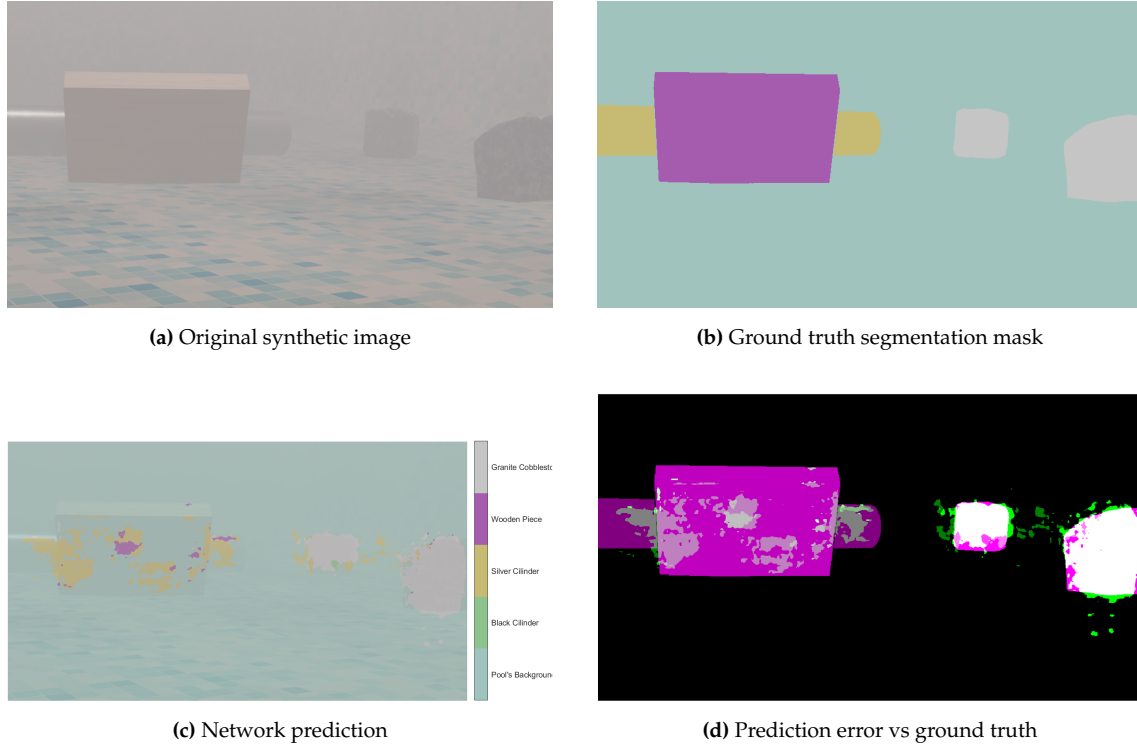 (a) Original synthetic image
(b) Ground truth segmentation mask
Granite Cobblesto
Wooden Piece
Silver Cilinder
Black Cilinder
Pool's Background
(c) Network prediction
(d) Prediction error vs ground truth